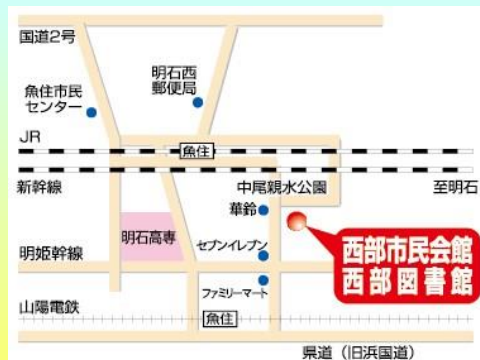 国道2号
明石西
郵便局
魚住市民
センター
JR
魚住
新幹線
中尾親水公園
至明石
華鈴
明石高専
西部市民会館
西部図書館
セブンイレブン
明姫幹線
ファミリーマート
山陽電鉄
魚住
県道（旧浜国道）